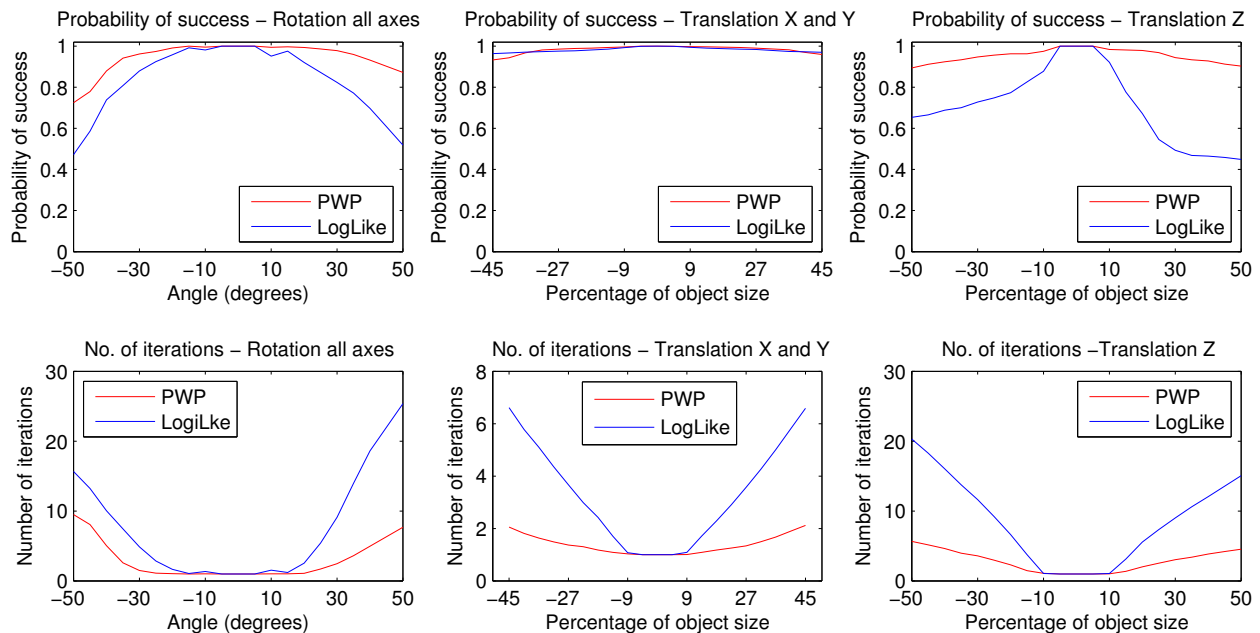 Probability of success − Rotation all axes
Probability of success
1
0.8
0.6
0.4
0.2
0
PWP
LogLike
−50 −30 −10 10 30 50
Angle (degrees)
Probability of success − Translation X and Y
Probability of success
1
0.8
0.6
0.4
0.2
0
PWP
LogiLke
−45 −27 −9 9 27 45
Percentage of object size
Probability of success − Translation Z
Probability of success
1
0.8
0.6
0.4
0.2
0
PWP
LogLike
−50 −30 −10 10 30 50
Percentage of object size
No. of iterations − Rotation all axes
Number of iterations
30
20
10
0
PWP
LogiLke
−50 −30 −10 10 30 50
Angle (degrees)
No. of iterations − Translation X and Y
Number of iterations
8
6
4
2
0
PWP
LogLike
−45 −27 −9 9 27 45
Percentage of object size
No. of iterations −Translation Z
Number of iterations
30
20
10
0
PWP
LogLike
−50 −30 −10 10 30 50
Percentage of object size